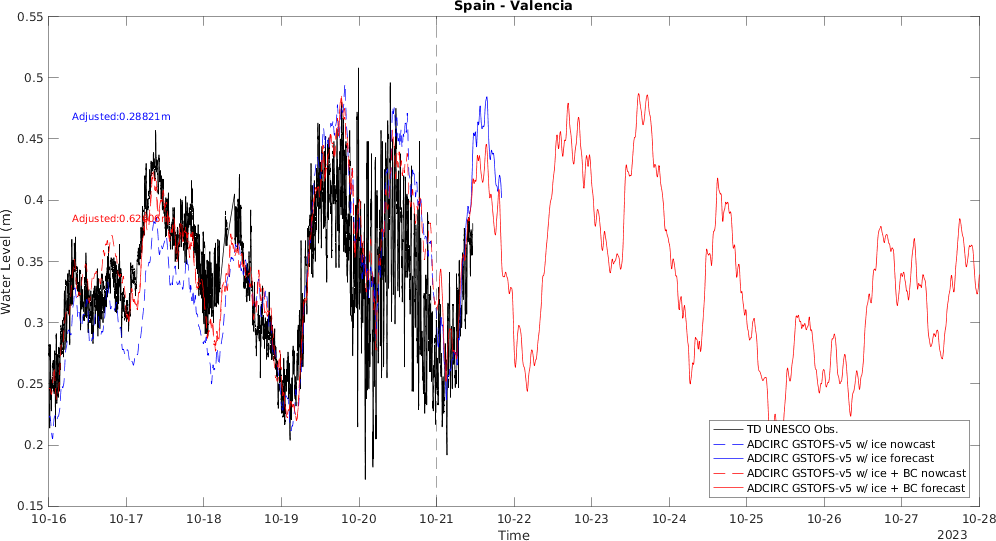 Spain - Valencia
0.55
0.5
0.45
0.4
0.35
0.3
0.25
0.2
0.15
Water Level (m)
Adjusted:0.28821m
TD UNESCO Obs.
ADCIRC GSTOFS-v5 w/ ice nowcast
ADCIRC GSTOFS-v5 w/ ice forecast
ADCIRC GSTOFS-v5 w/ ice + BC nowcast
ADCIRC GSTOFS-v5 w/ ice + BC forecast
10-16 10-17 10-18 10-19 10-20 10-21 10-22 10-23 10-24 10-25 10-26 10-27 10-28
Time
2023